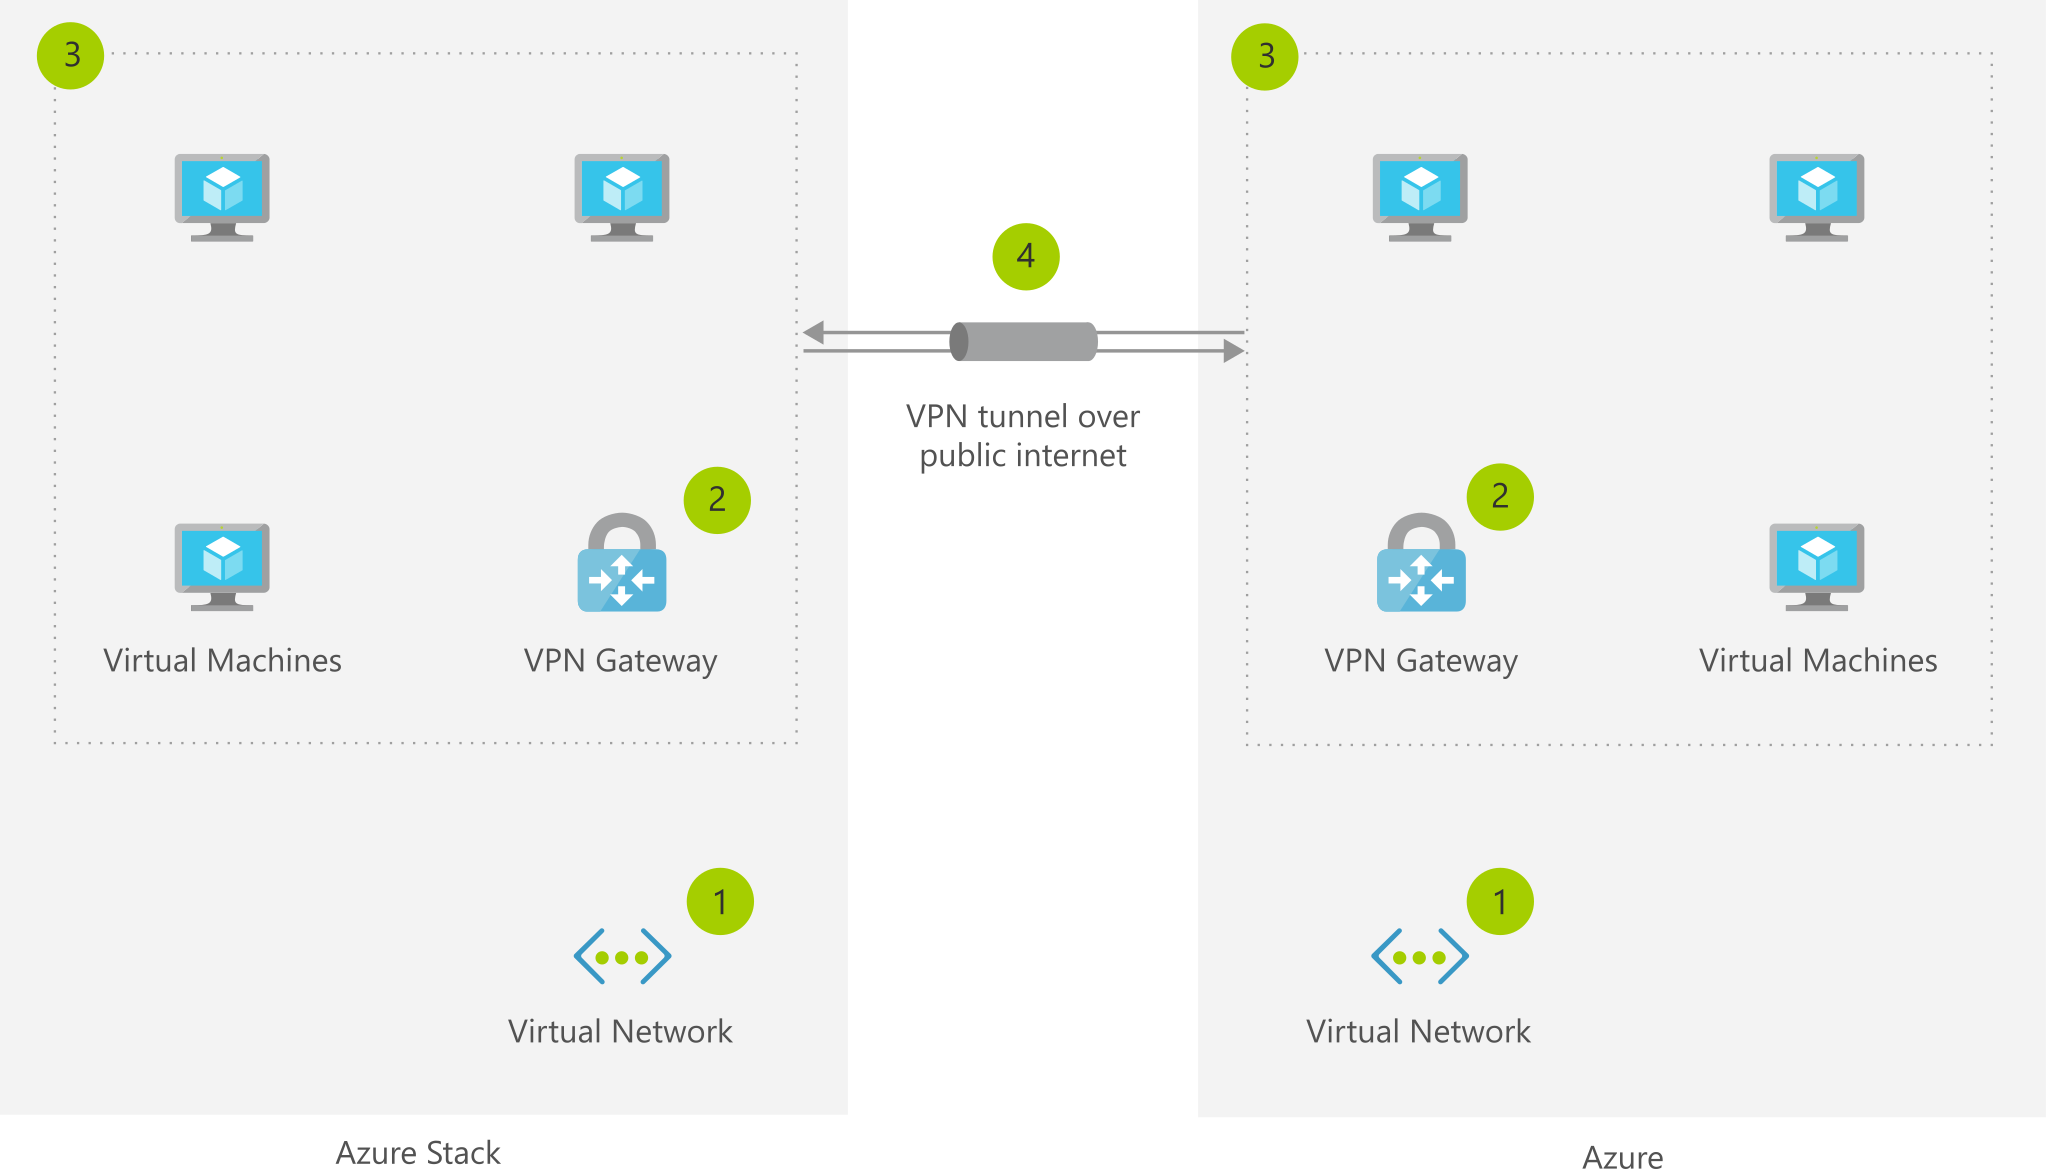 3
3
4
VPN tunnel over
public internet
2
2
Virtual Machines
VPN Gateway
VPN Gateway
Virtual Machines
1
1
Virtual Network
Virtual Network
Azure Stack
Azure